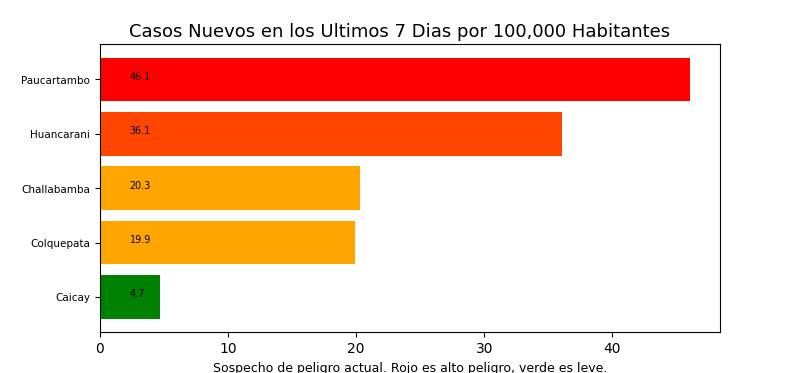 Casos Nuevos en los Ultimos 7 Dias por 100,000 Habitantes
Paucartambo 46.1
Huancarani 36.1
Challabamba 20.3
Colquepata 19.9
Caicay 4.7
0 10 20 30 40
Sospecho de peligro actual. Rojo es alto peligro, verde es leve.